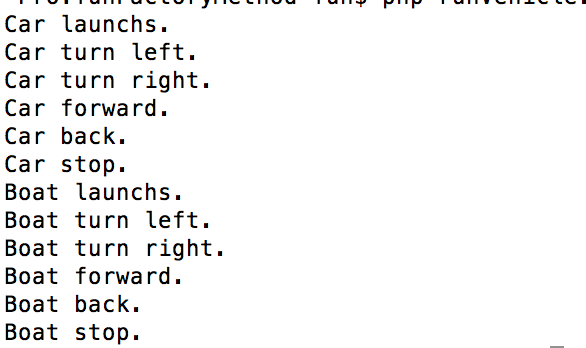 Car launchs.
Car turn left.
Car turn right.
Car forward.
Car back.
Car stop.
Boat launchs.
Boat turn left.
Boat turn right.
Boat forward.
Boat back.
Boat stop.